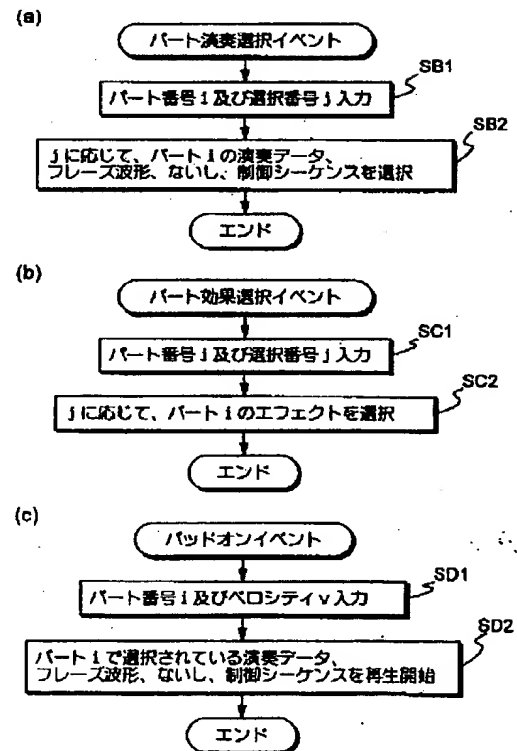 (a)
パート演奏選択イベント
SB1
パート番号i及び選択番号j入力
SB2
jに応じて、パートiの演奏データ、
フレーズ波形、ないし、制御シーケンスを選択
エンド
(b)
パート効果選択イベント
SC1
パート番号i及び選択番号j入力
SC2
jに応じて、パートiのエフェクトを選択
エンド
(c)
パッドオンイベント
SD1
パート番号i及びベロシティv入力
SD2
パートiで選択されている演奏データ、
フレーズ波形、ないし、制御シーケンスを再生開始
エンド